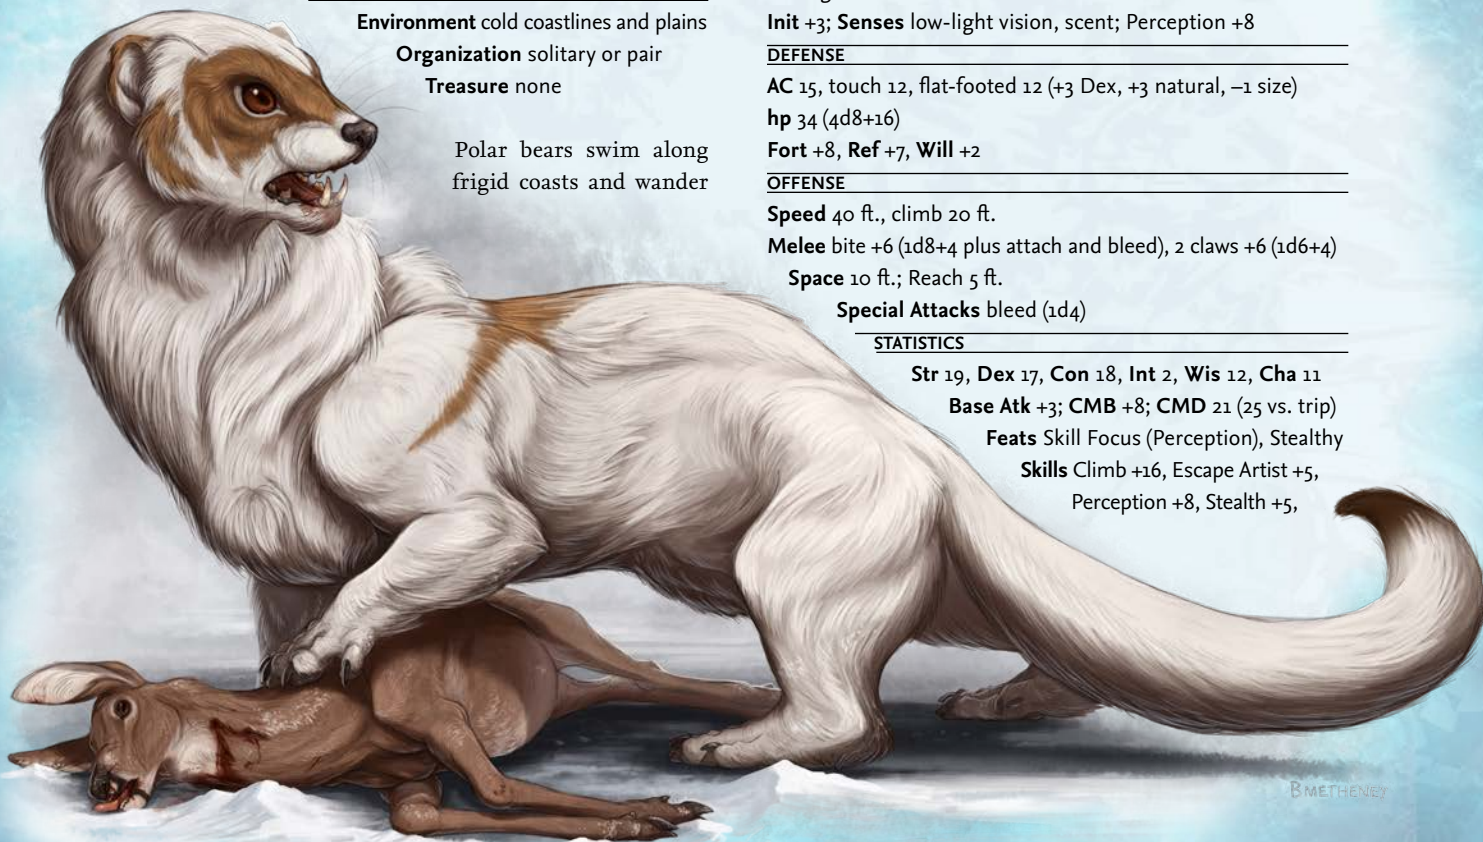 Environment cold coastlines and plains
Organization solitary or pair
Treasure none
Polar bears swim along
frigid coasts and wander
Init +3; Senses low-light vision, scent; Perception +8
DEFENSE
AC 15, touch 12, flat-footed 12 (+3 Dex, +3 natural, –1 size)
hp 34 (4d8+16)
Fort +8, Ref +7, Will +2
OFFENSE
Speed 40 ft., climb 20 ft.
Melee bite +6 (1d8+4 plus attach and bleed), 2 claws +6 (1d6+4)
Space 10 ft.; Reach 5 ft.
Special Attacks bleed (1d4)
STATISTICS
Str 19, Dex 17, Con 18, Int 2, Wis 12, Cha 11
Base Atk +3; CMB +8; CMD 21 (25 vs. trip)
Feats Skill Focus (Perception), Stealthy
Skills Climb +16, Escape Artist +5,
Perception +8, Stealth +5,
BMETHENEY